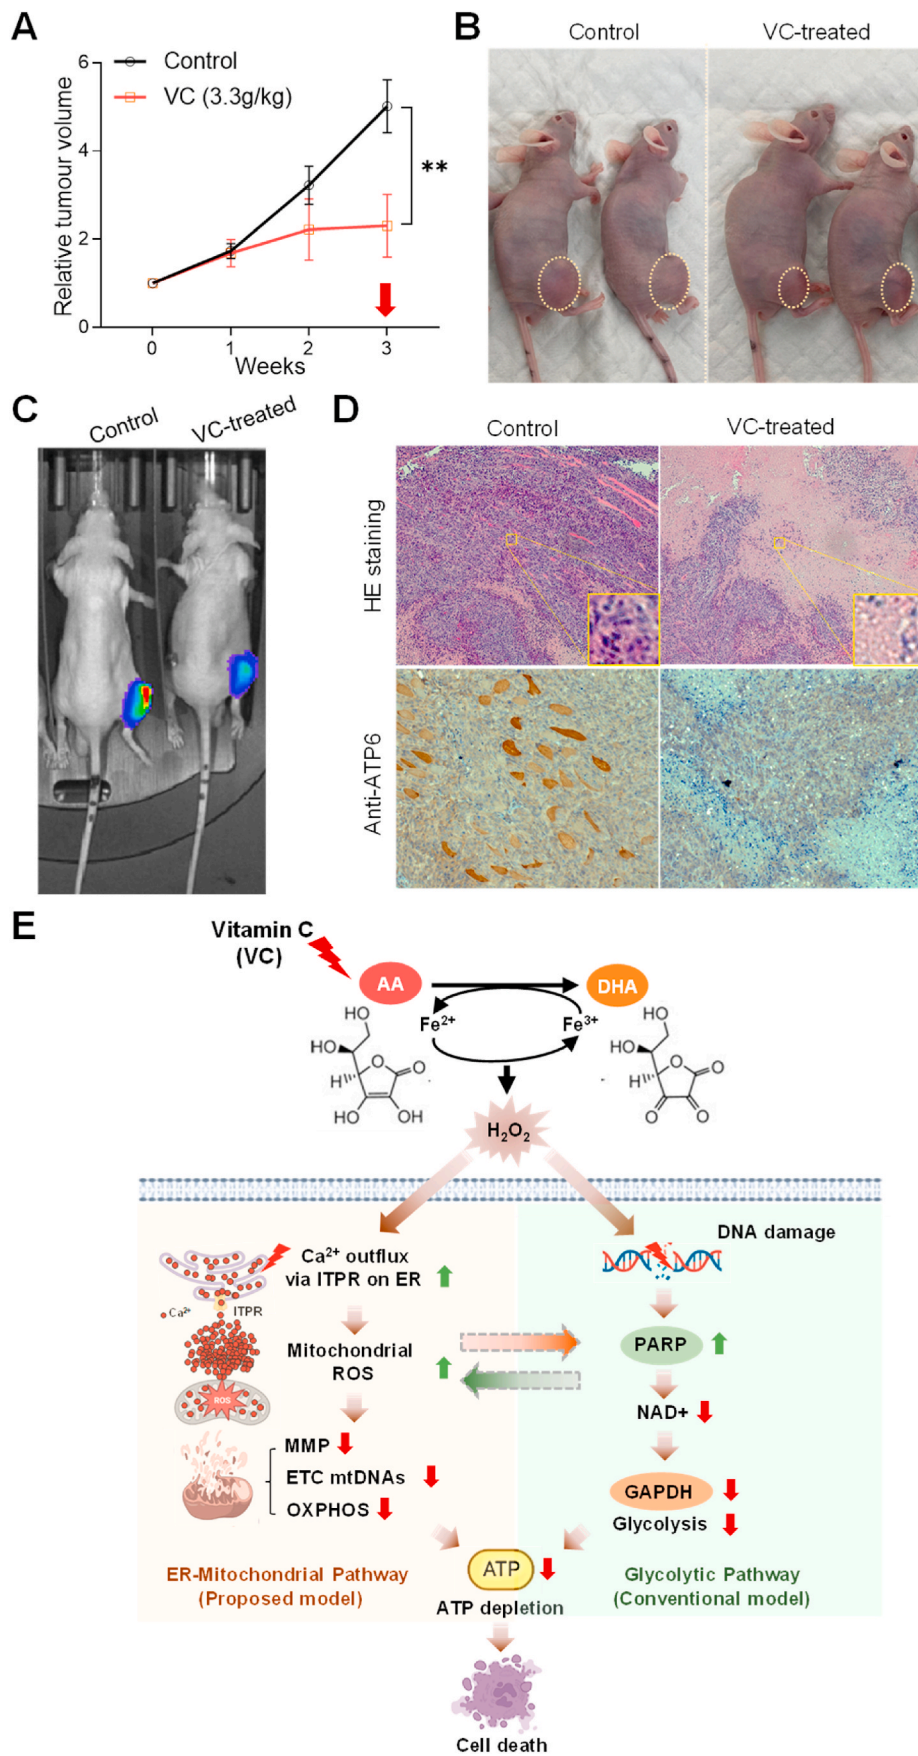 A
Control
VC (3.3g/kg)
Relative tumour volume
6
4
2
0
**
0
1
2
3
Weeks
B
Control
VC-treated
C
Control
VC-treated
D
Control
VC-treated
HE staining
Anti-ATP6
E
Vitamin C
(VC)
AA
DHA
Fe2+
Fe3+
HO
HO
H
O
O
HO
OH
HO
HO
H
O
O
O
O
H2O2
Ca2+ outflux
via ITPR on ER
Ca2+
ITPR
ROS
Mitochondrial
ROS
MMP
ETC mtDNAs
OXPHOS
DNA damage
PARP
NAD+
GAPDH
Glycolysis
ER-Mitochondrial Pathway
(Proposed model)
Glycolytic Pathway
(Conventional model)
ATP
ATP depletion
Cell death